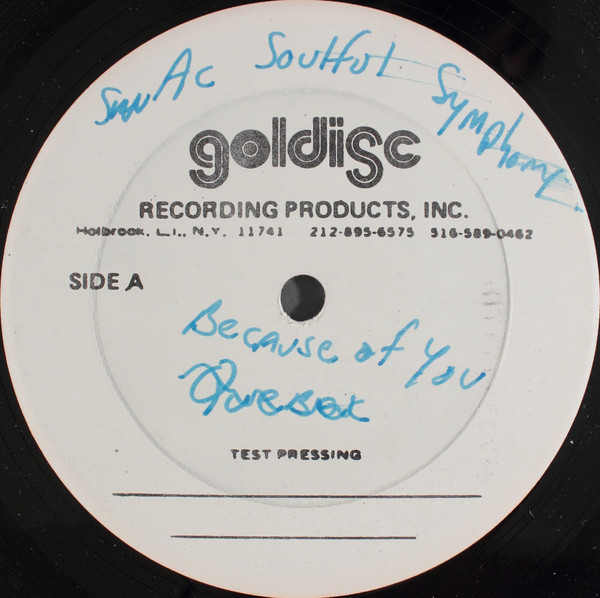 Soulful Symphony
goldisc
RECORDING PRODUCTS, INC.
Holbrook, L.I., N.Y. 11741 212-895-6575 516-589-0462
SIDE A
Because of You
TEST PRESSING